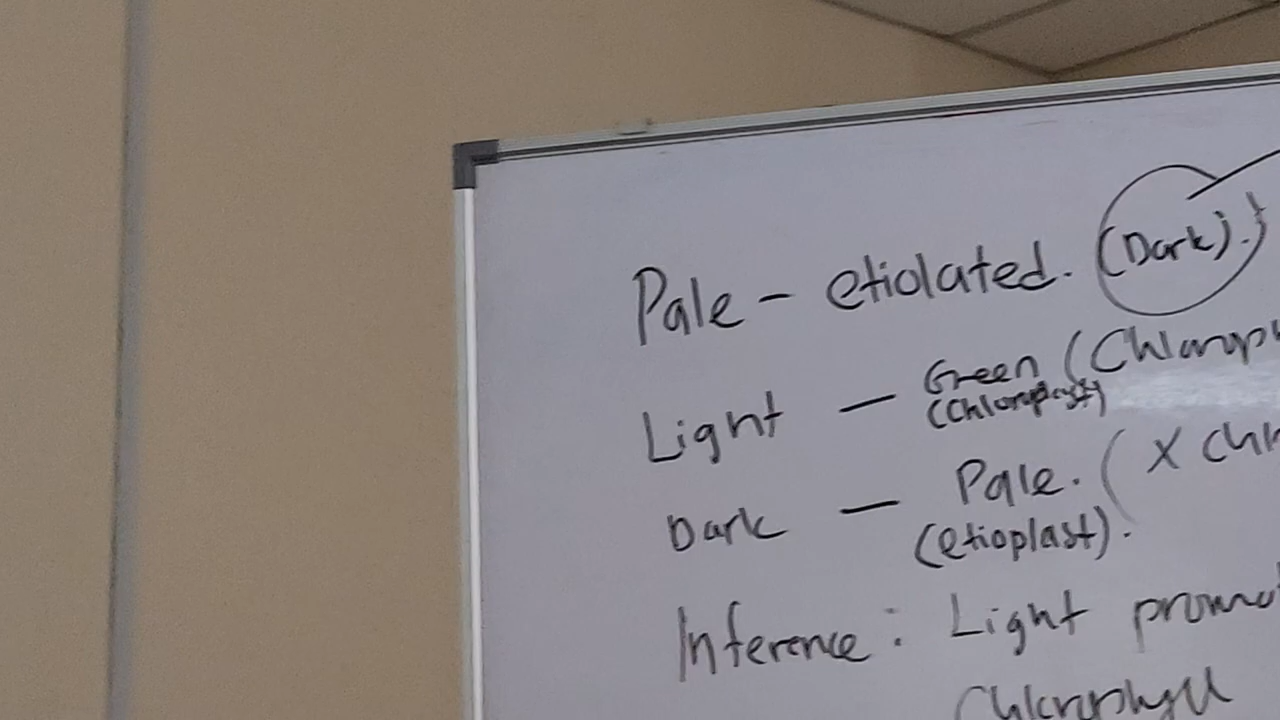 Pale - etiolated. (Dark).}
Light - Green (Chlorop
(Chloroplast)
Dark - Pale. ( X Chl
(etioplast).
Inference : Light promo
Chlorophyll